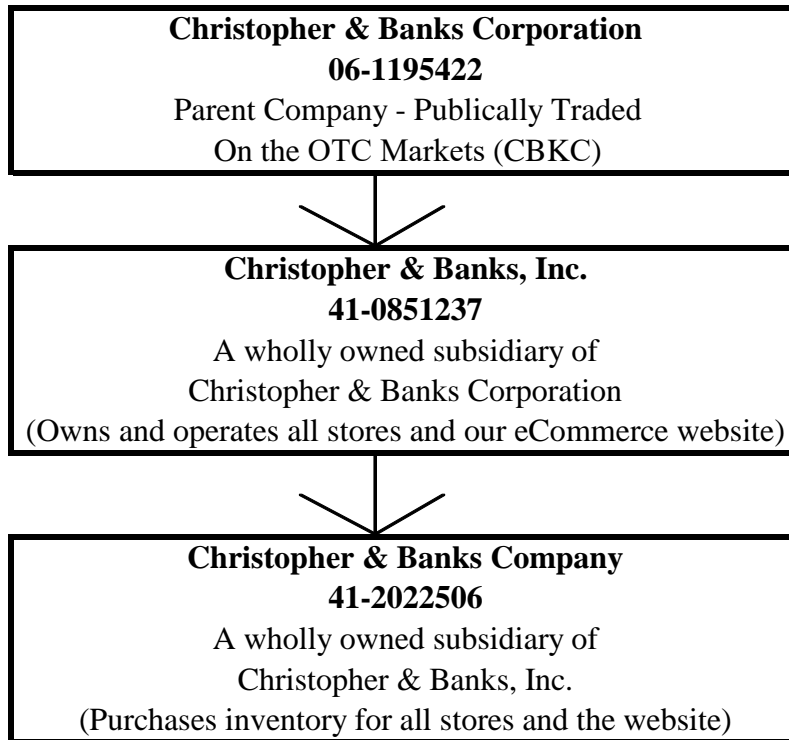 Christopher & Banks Corporation
06-1195422
Parent Company - Publically Traded
On the OTC Markets (CBKC)
Christopher & Banks, Inc.
41-0851237
A wholly owned subsidiary of
Christopher & Banks Corporation
(Owns and operates all stores and our eCommerce website)
Christopher & Banks Company
41-2022506
A wholly owned subsidiary of
Christopher & Banks, Inc.
(Purchases inventory for all stores and the website)